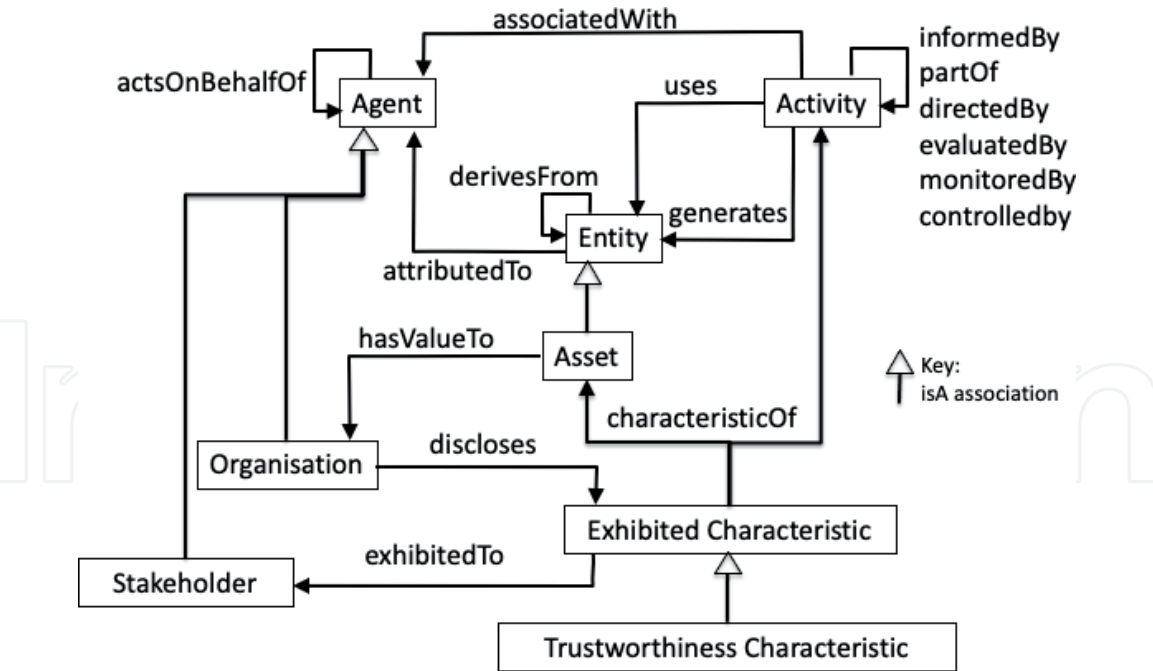 associatedWith
informedBy
actsOnBehalfOf
partOf
uses
Agent
Activity
directedBy
evaluatedBy
derivesFrom
monitoredBy
generates
controlledby
Entity
attributedTo
hasValueTo
Asset
Key:
isA association
characteristicOf
discloses
Organisation
Exhibited Characteristic
exhibitedTo
Stakeholder
Trustworthiness Characteristic